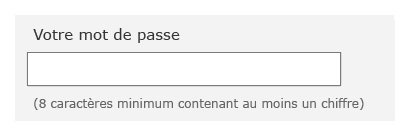 Votre mot de passe
(8 caractères minimum contenant au moins un chiffre)